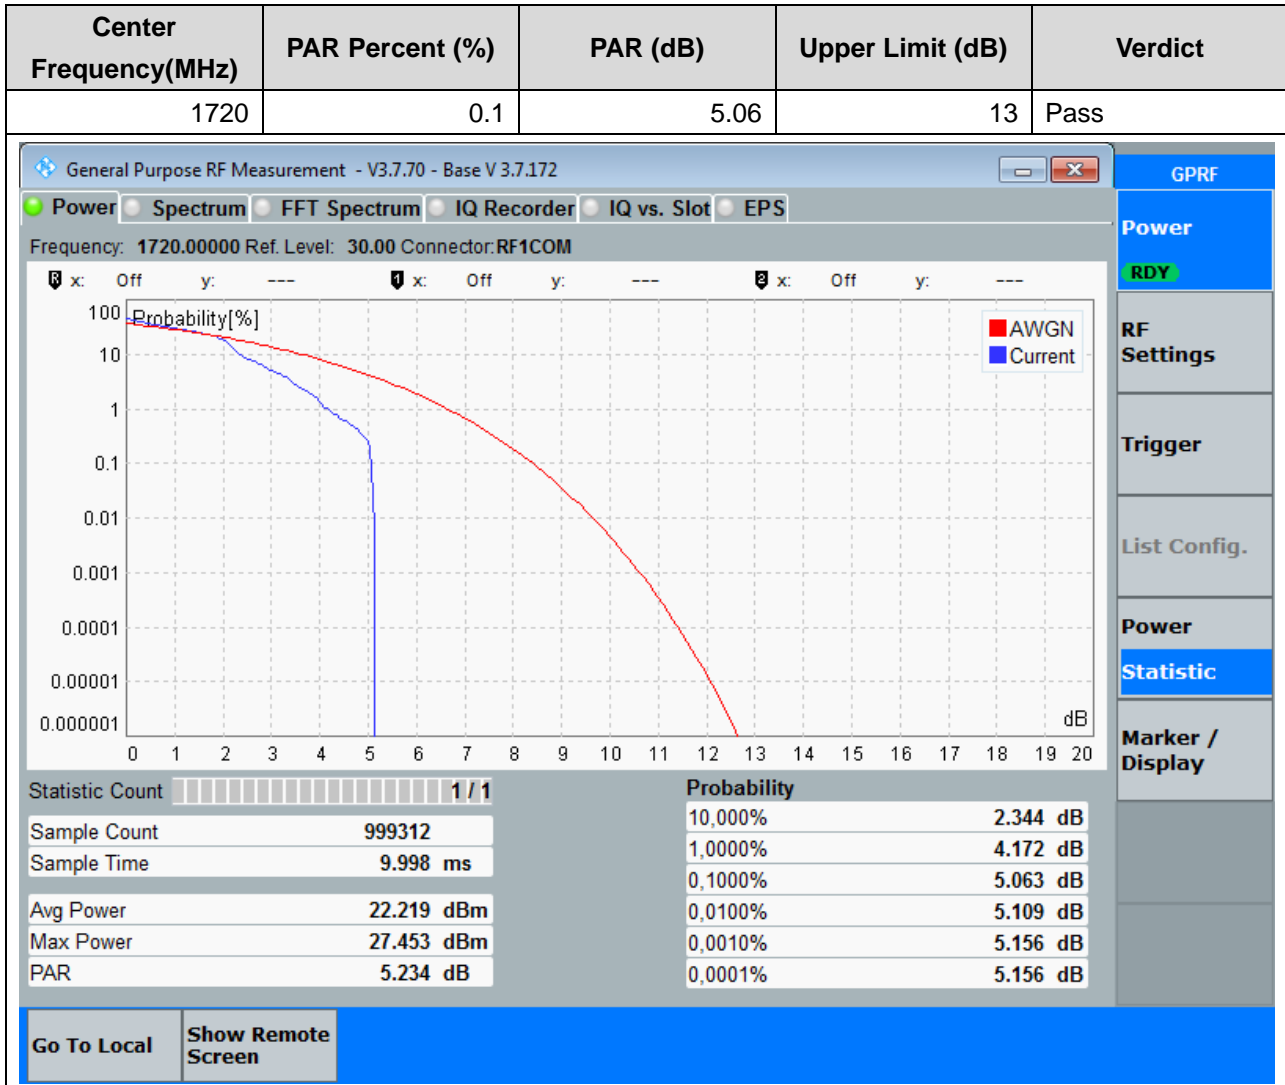 Center Frequency(MHz) PAR Percent (%) PAR (dB) Upper Limit (dB) Verdict
1720 0.1 5.06 13 Pass
General Purpose RF Measurement - V3.7.70 - Base V 3.7.172
GPRF
Power Spectrum FFT Spectrum IQ Recorder IQ vs. Slot EPS
Frequency: 1720.00000 Ref. Level: 30.00 Connector:RF1COM
R x: Off y: --- 1 x: Off y: --- 2 x: Off y: ---
Probability[%]
AWGN
Current
100
10
1
0.1
0.01
0.001
0.0001
0.00001
0.000001
dB
0 1 2 3 4 5 6 7 8 9 10 11 12 13 14 15 16 17 18 19 20
Statistic Count 1 / 1
Sample Count 999312
Sample Time 9.998 ms
Avg Power 22.219 dBm
Max Power 27.453 dBm
PAR 5.234 dB
Probability
10,000% 2.344 dB
1,0000% 4.172 dB
0,1000% 5.063 dB
0,0100% 5.109 dB
0,0010% 5.156 dB
0,0001% 5.156 dB
Power
RDY
RF
Settings
Trigger
List Config.
Power
Statistic
Marker /
Display
Go To Local
Show Remote
Screen